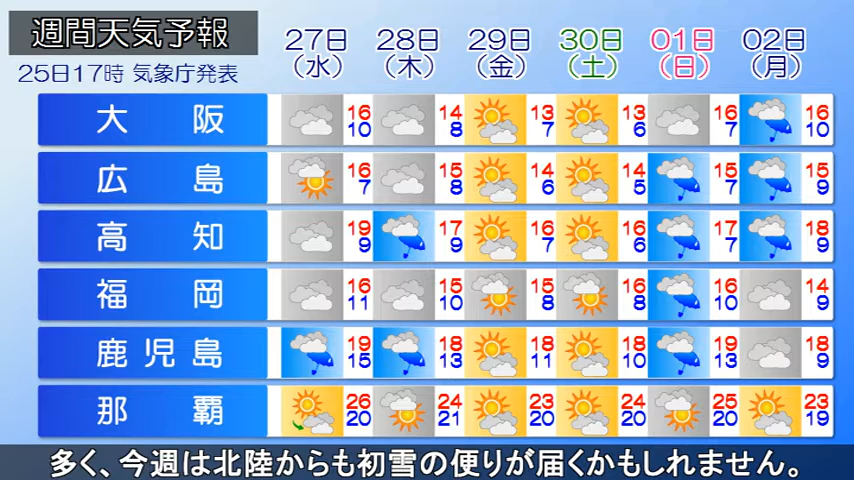 週間天気予報
25日17時 気象庁発表
27日 28日 29日 30日 01日 02日
(水) (木) (金) (土) (日) (月)
大阪 16 10 14 8 13 7 13 6 16 7 16 10
広島 16 7 15 8 14 6 14 5 15 7 15 9
高知 19 9 17 9 16 7 16 6 17 7 18 9
福岡 16 11 15 10 15 8 16 8 16 10 14 9
鹿児島 19 15 18 13 18 11 18 10 19 13 18 9
那覇 26 20 24 21 23 20 24 20 25 20 23 19
多く、今週は北陸からも初雪の便りが届くかもしれません。